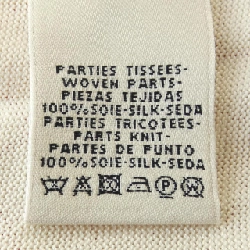 PARTIES TISSEES-
WOVEN PARTS-
PIEZAS TEJIDAS
100%SOIE-SILK-SEDA
PARTIES TRICOTEES-
PARTS KNIT-
PARTES DE PUNTO
100%SOIE-SILK-SEDA